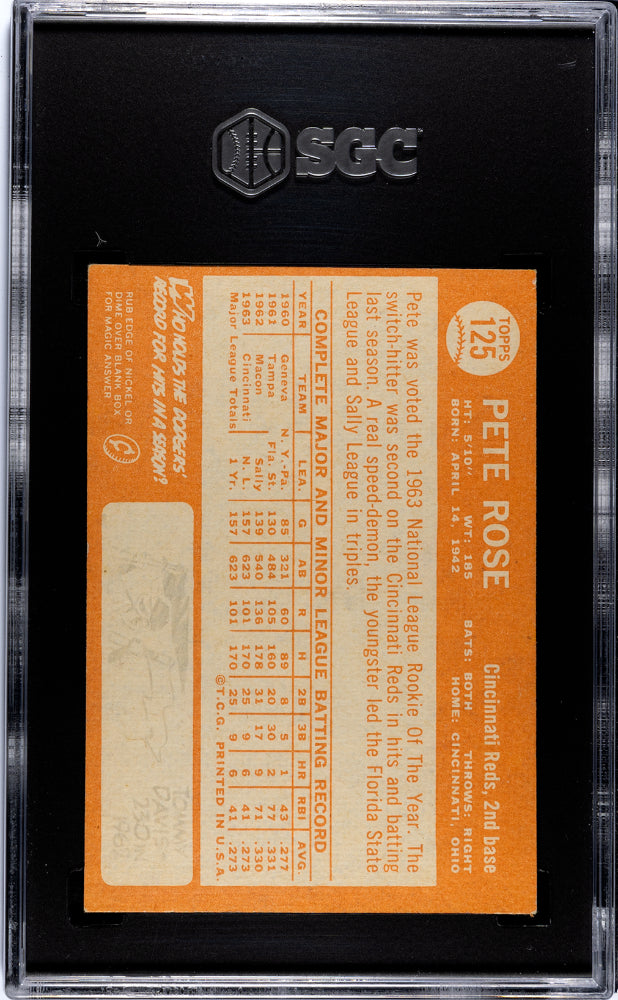 SGC
TOPPS
125
PETE ROSE
Cincinnati Reds, 2nd base
HT: 5'10" WT: 185 BATS: BOTH THROWS: RIGHT
BORN: APRIL 14, 1942 HOME: CINCINNATI, OHIO
Pete was voted the 1963 National League Rookie Of The Year. The
switch-hitter was second on the Cincinnati Reds in hits and batting
last season. A real speed-demon, the youngster led the Florida State
League and Sally League in triples.
COMPLETE MAJOR AND MINOR LEAGUE BATTING RECORD
YEAR TEAM LEA. G AB R H 2B 3B HR RBI AVG.
1960 Geneva N. Y.-Pa. 85 321 60 89 8 5 1 43 .277
1961 Tampa Fla. St. 130 484 105 160 20 30 2 77 .331
1962 Macon Sally 139 540 136 178 31 17 9 71 .330
1963 Cincinnati N. L. 157 623 101 170 25 9 6 41 .273
Major League Totals 1 Yr. 157 623 101 170 25 9 6 41 .273
©T.C.G. PRINTED IN U.S.A.
WHO HOLDS THE DODGERS'
RECORD FOR HITS IN A SEASON?
RUB EDGE OF NICKEL OR
DIME OVER BLANK BOX
FOR MAGIC ANSWER
TOMMY
DAVIS
230 IN
1962